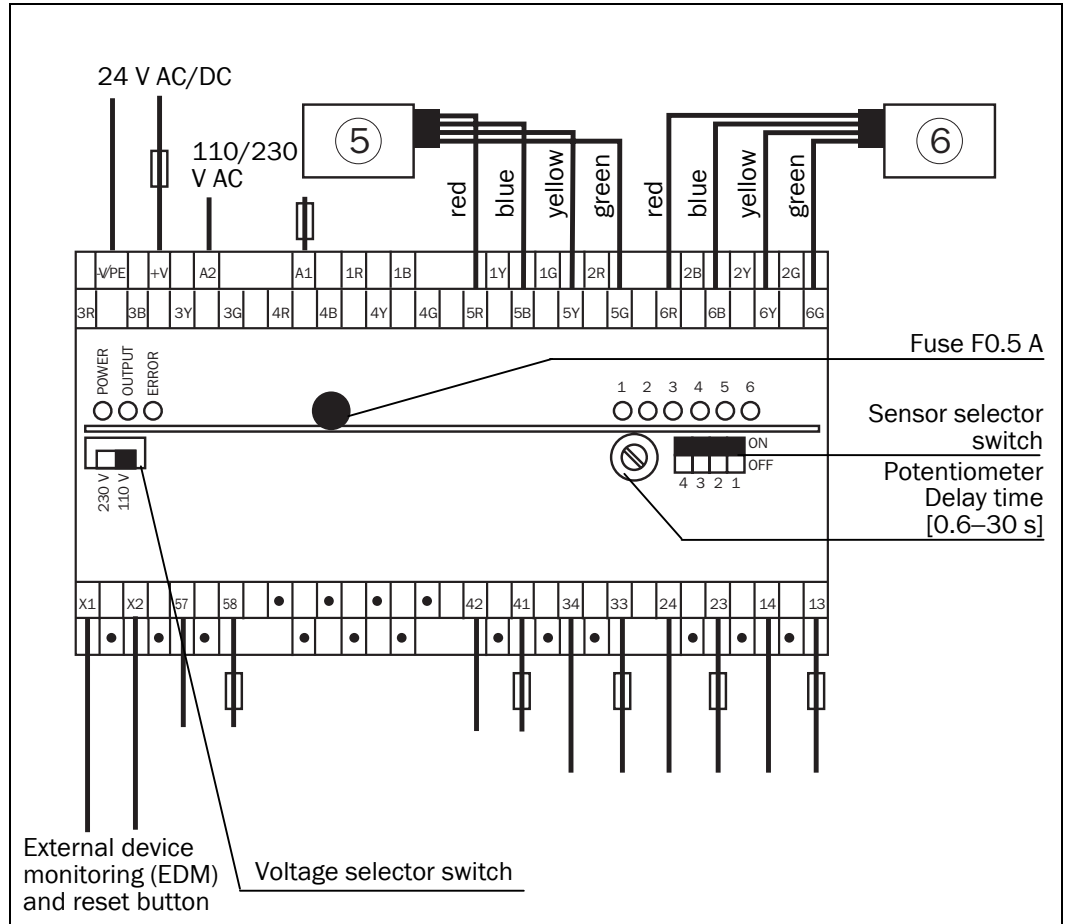 24 V AC/DC
110/230
V AC
5
6
red
blue
yellow
green
red
blue
yellow
green
-V/PE +V A2 A1 1R 1B 1Y 1G 2R 2B 2Y 2G
3R 3B 3Y 3G 4R 4B 4Y 4G 5R 5B 5Y 5G 6R 6B 6Y 6G
POWER
OUTPUT
ERROR
1 2 3 4 5 6
Fuse F0.5 A
Sensor selector
switch
ON
OFF
4 3 2 1
Potentiometer
Delay time
[0.6–30 s]
230 V
110 V
X1 X2 57 58 42 41 34 33 24 23 14 13
External device
monitoring (EDM)
and reset button
Voltage selector switch